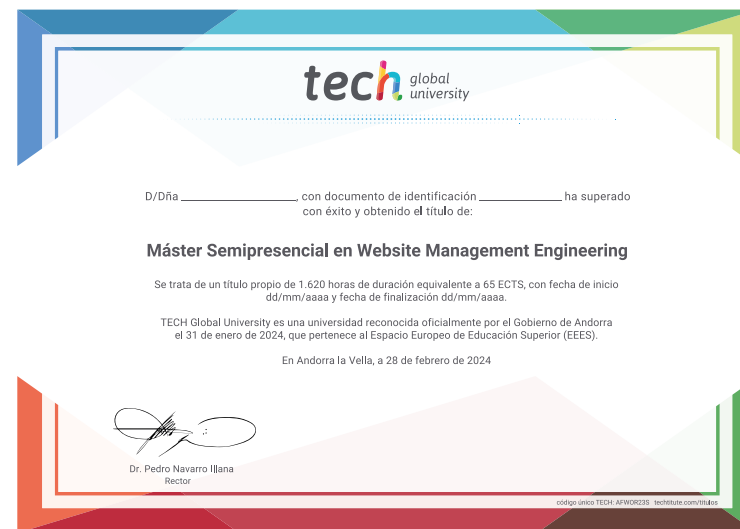 tech global university
D/Dña ____________, con documento de identificación ____________ ha superado
con éxito y obtenido el título de:
Máster Semipresencial en Website Management Engineering
Se trata de un título propio de 1.620 horas de duración equivalente a 65 ECTS, con fecha de inicio
dd/mm/aaaa y fecha de finalización dd/mm/aaaa.
TECH Global University es una universidad reconocida oficialmente por el Gobierno de Andorra
el 31 de enero de 2024, que pertenece al Espacio Europeo de Educación Superior (EEES).
En Andorra la Vella, a 28 de febrero de 2024
Dr. Pedro Navarro Illana
Rector
código único TECH: AFWOR23S techtitute.com/titulos